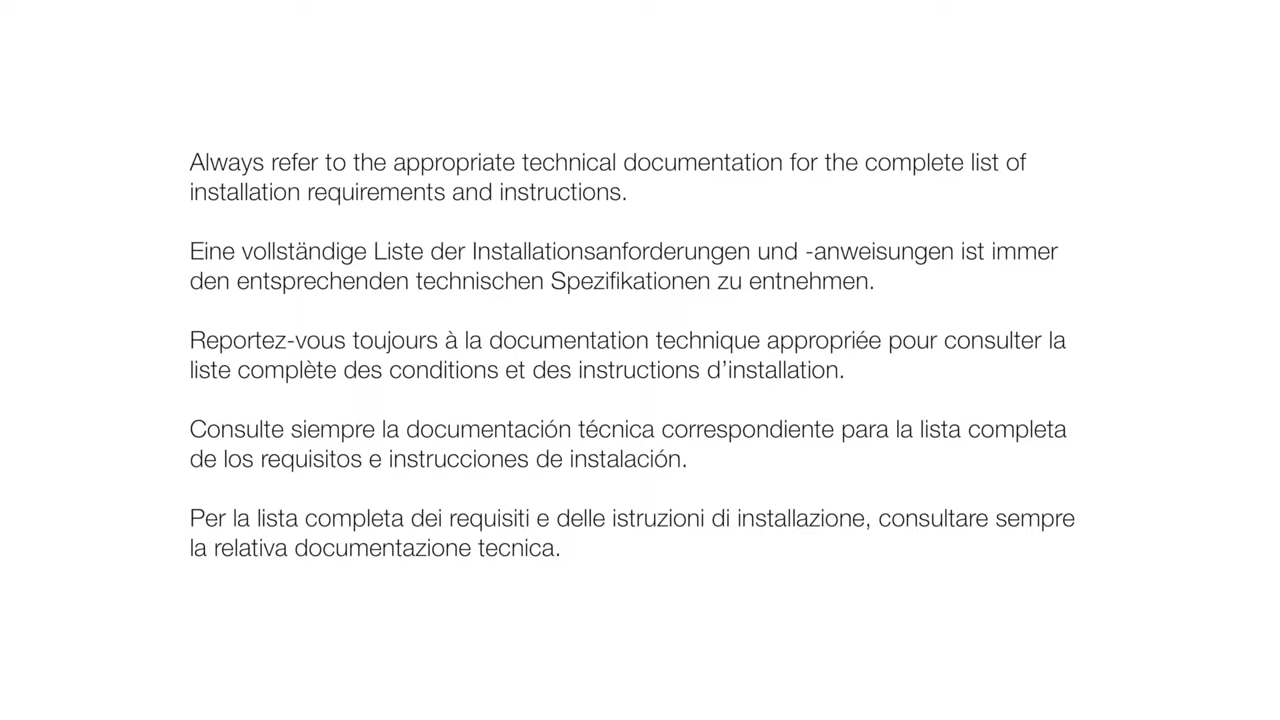 Always refer to the appropriate technical documentation for the complete list of
installation requirements and instructions.
Eine vollständige Liste der Installationsanforderungen und -anweisungen ist immer
den entsprechenden technischen Spezifikationen zu entnehmen.
Reportez-vous toujours à la documentation technique appropriée pour consulter la
liste complète des conditions et des instructions d’installation.
Consulte siempre la documentación técnica correspondiente para la lista completa
de los requisitos e instrucciones de instalación.
Per la lista completa dei requisiti e delle istruzioni di installazione, consultare sempre
la relativa documentazione tecnica.